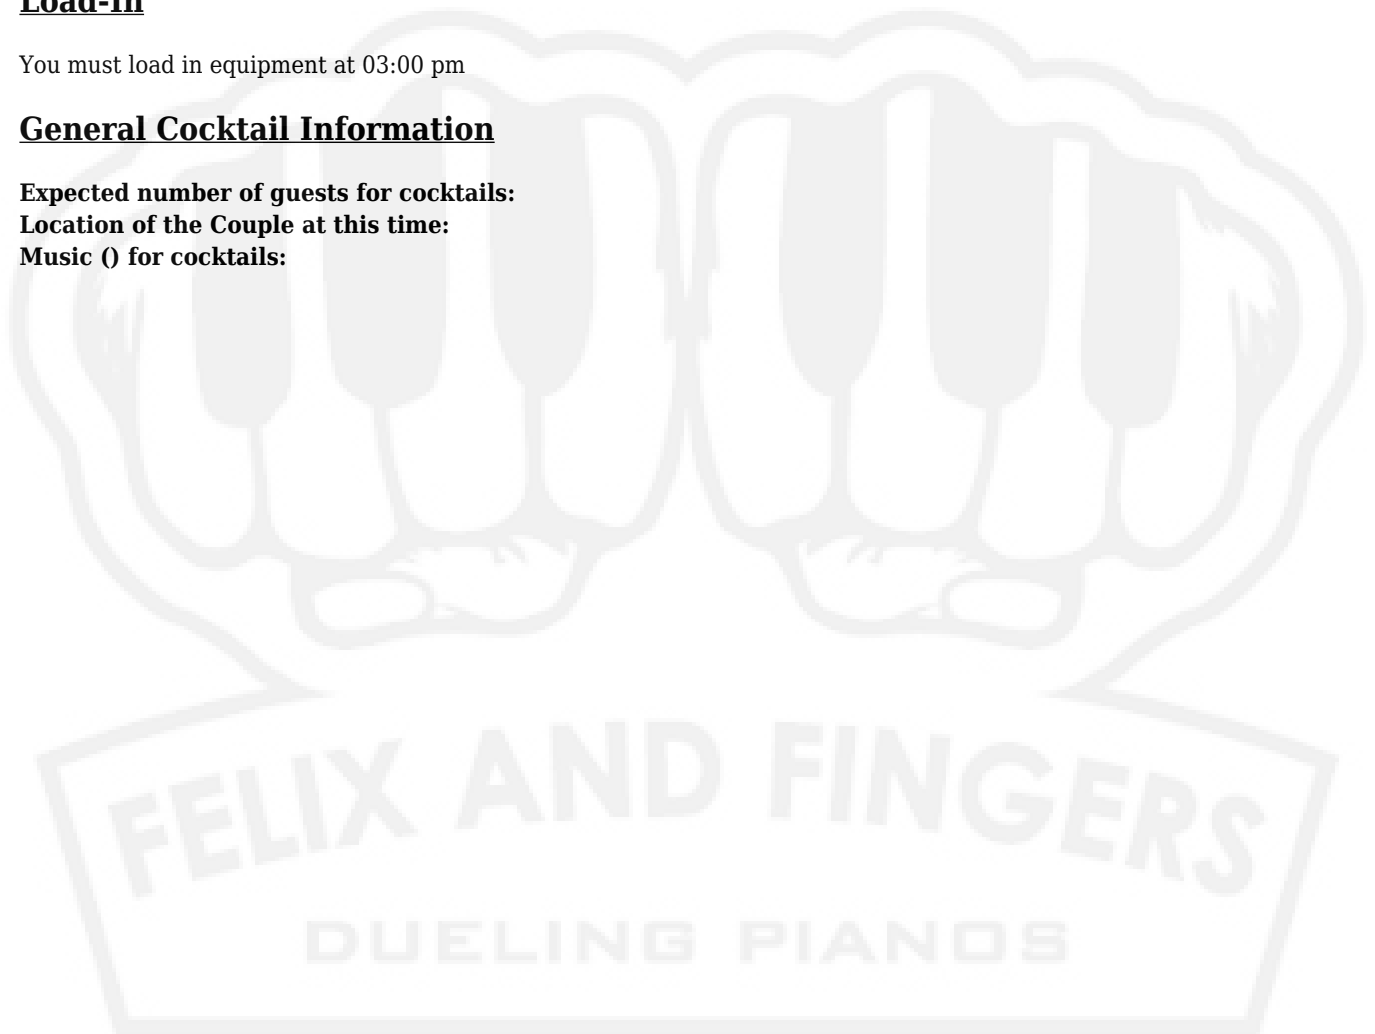 Load-In
You must load in equipment at 03:00 pm
General Cocktail Information
Expected number of guests for cocktails:
Location of the Couple at this time:
Music () for cocktails:
FELIX AND FINGERS
DUELING PIANOS